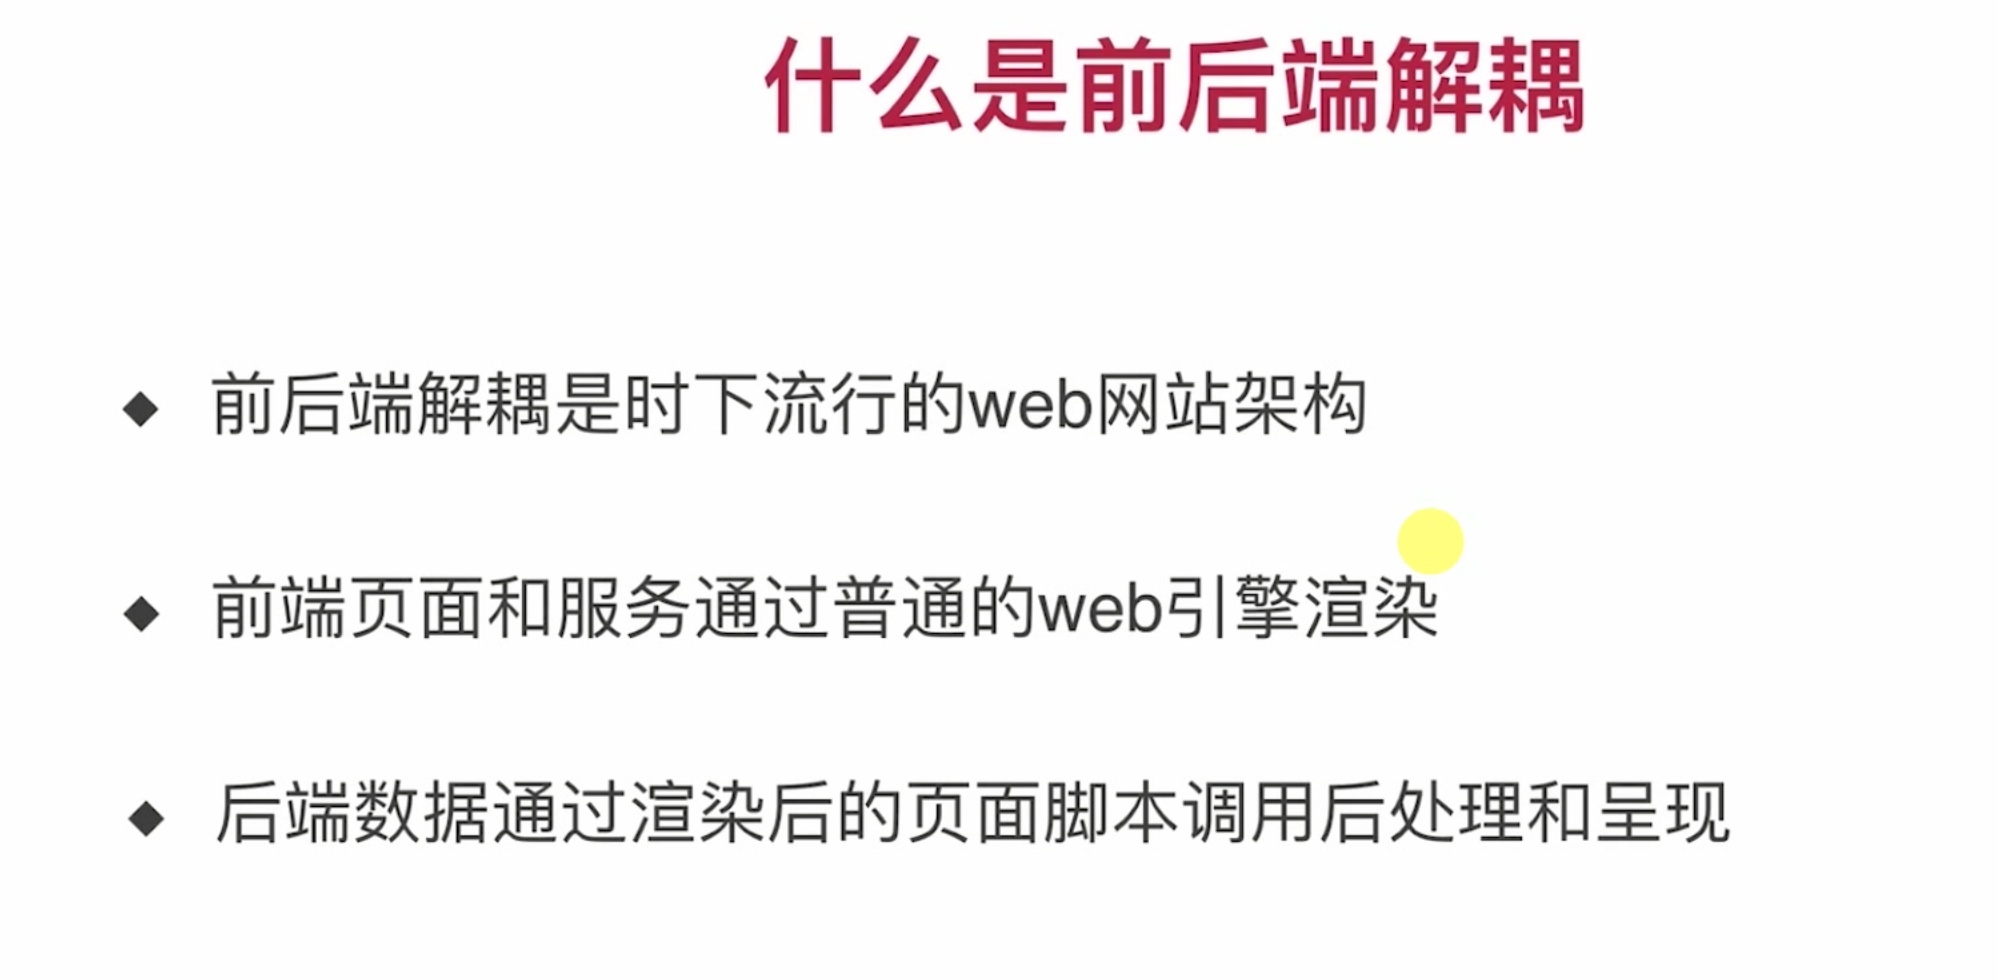 什么是前后端解耦
◆ 前后端解耦是时下流行的web网站架构
◆ 前端页面和服务通过普通的web引擎渲染
◆ 后端数据通过渲染后的页面脚本调用后处理和呈现